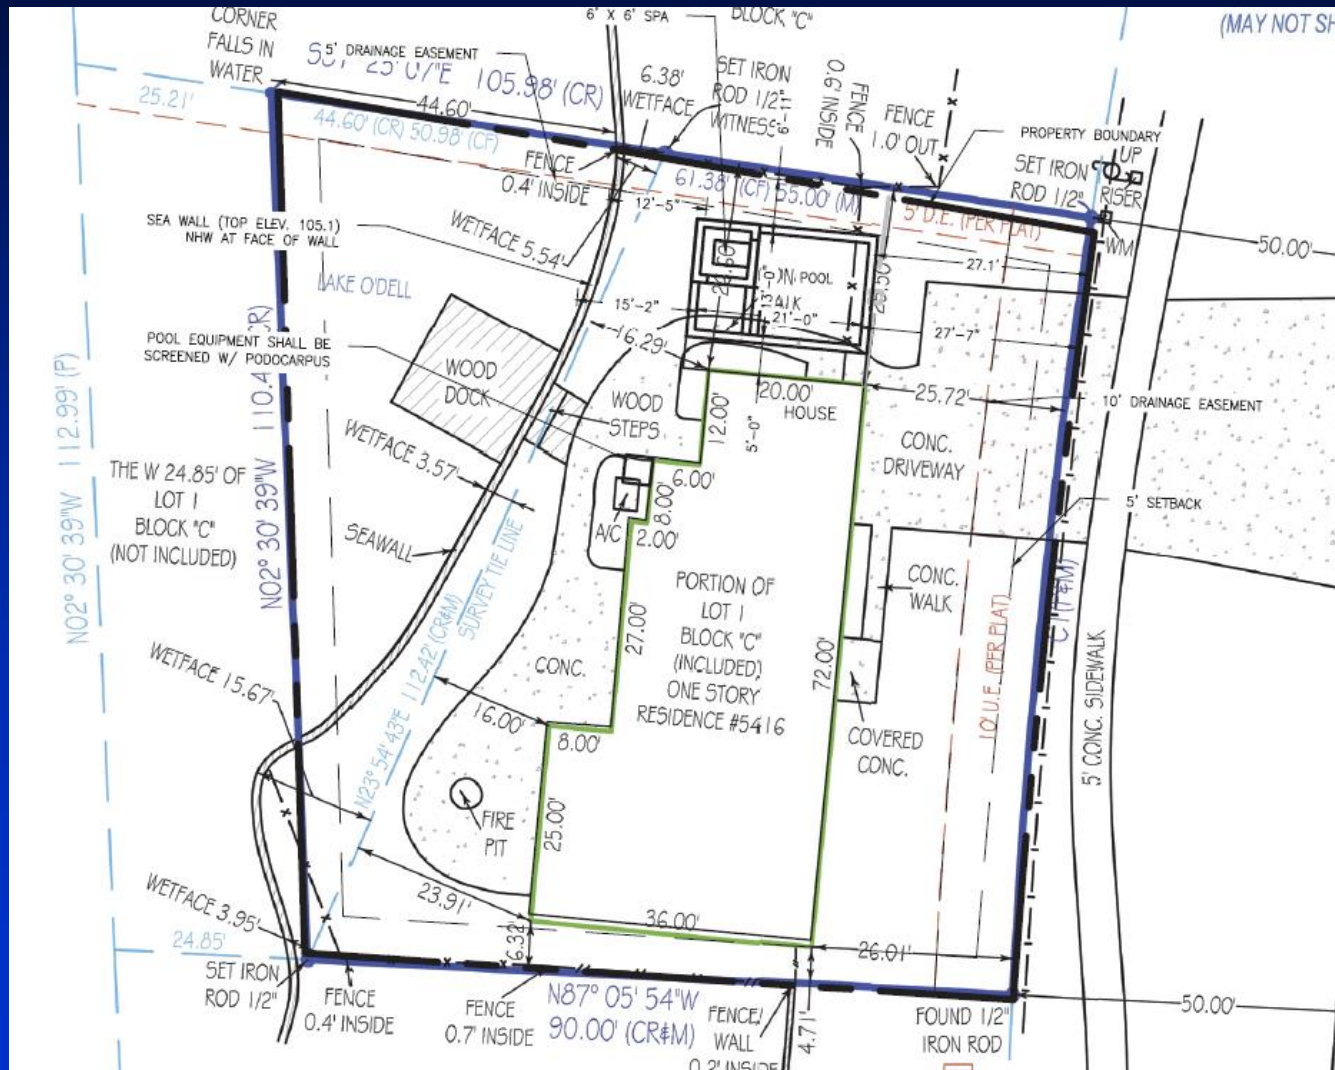 (MAY NOT SH
CORNER
FALLS IN
WATER
6' X 6' SPA
BLOCK "C"
5' DRAINAGE EASEMENT
105.98' (CR)
25.21'
44.60'
44.60' (CR) 50.98' (CF)
6.38'
WETFACE
SET IRON
ROD 1/2"
WITNESS
6'-11"
0.6' INSIDE
FENCE
FENCE
1.0' OUT
PROPERTY BOUNDARY
UP
SET IRON
ROD 1/2"
RISER
WM
FENCE
0.4' INSIDE
61.38' (CF) 55.00' (M)
12'-5"
5' D.E. (PER PLAT)
50.00'
27.1'
SEA WALL (TOP ELEV. 105.1)
NHW AT FACE OF WALL
WETFACE 5.54'
LAKE O'DELL
POOL
15'-2"
21'-0"
27'-7"
POOL EQUIPMENT SHALL BE
SCREENED W/ PODOCARPUS
16.29'
WOOD
DOCK
WOOD
STEPS
20.00'
HOUSE
12.00'
5'-0"
25.72'
10' DRAINAGE EASEMENT
CONC.
DRIVEWAY
N02° 30' 39"W 112.99' (P)
N02° 30' 39"W
WETFACE 3.57'
6.00'
8.00'
A/C
2.00'
5' SETBACK
THE W 24.85' OF
LOT 1
BLOCK "C"
(NOT INCLUDED)
SEAWALL
SURVEY TIE LINE
N23° 54' 43"E 112.42' (CR&M)
PORTION OF
LOT 1
BLOCK "C"
(INCLUDED)
ONE STORY
RESIDENCE #5416
CONC.
WALK
C1 (P&M)
10' U.E. (PER PLAT)
5' CONC. SIDEWALK
27.00'
72.00'
CONC.
WETFACE 15.67'
16.00'
8.00'
COVERED
CONC.
FIRE
PIT
25.00'
WETFACE 3.95'
23.91'
36.00'
6.32'
26.01'
24.85'
SET IRON
ROD 1/2"
FENCE
0.4' INSIDE
FENCE
0.7' INSIDE
N87° 05' 54"W
90.00' (CR&M)
FENCE/
WALL
0.2' INSIDE
4.71'
FOUND 1/2"
IRON ROD
50.00'